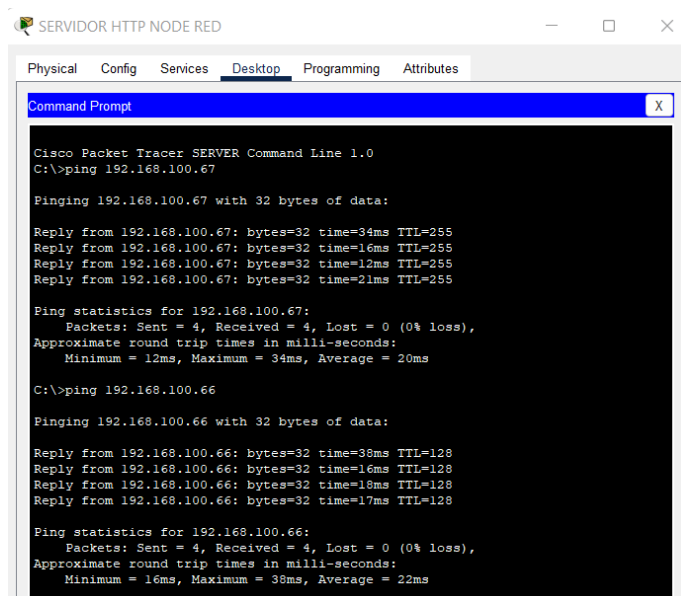 SERVIDOR HTTP NODE RED
Physical Config Services Desktop Programming Attributes
Command Prompt X
Cisco Packet Tracer SERVER Command Line 1.0
C:\>ping 192.168.100.67
Pinging 192.168.100.67 with 32 bytes of data:
Reply from 192.168.100.67: bytes=32 time=34ms TTL=255
Reply from 192.168.100.67: bytes=32 time=16ms TTL=255
Reply from 192.168.100.67: bytes=32 time=12ms TTL=255
Reply from 192.168.100.67: bytes=32 time=21ms TTL=255
Ping statistics for 192.168.100.67:
Packets: Sent = 4, Received = 4, Lost = 0 (0% loss),
Approximate round trip times in milli-seconds:
Minimum = 12ms, Maximum = 34ms, Average = 20ms
C:\>ping 192.168.100.66
Pinging 192.168.100.66 with 32 bytes of data:
Reply from 192.168.100.66: bytes=32 time=38ms TTL=128
Reply from 192.168.100.66: bytes=32 time=16ms TTL=128
Reply from 192.168.100.66: bytes=32 time=18ms TTL=128
Reply from 192.168.100.66: bytes=32 time=17ms TTL=128
Ping statistics for 192.168.100.66:
Packets: Sent = 4, Received = 4, Lost = 0 (0% loss),
Approximate round trip times in milli-seconds:
Minimum = 16ms, Maximum = 38ms, Average = 22ms